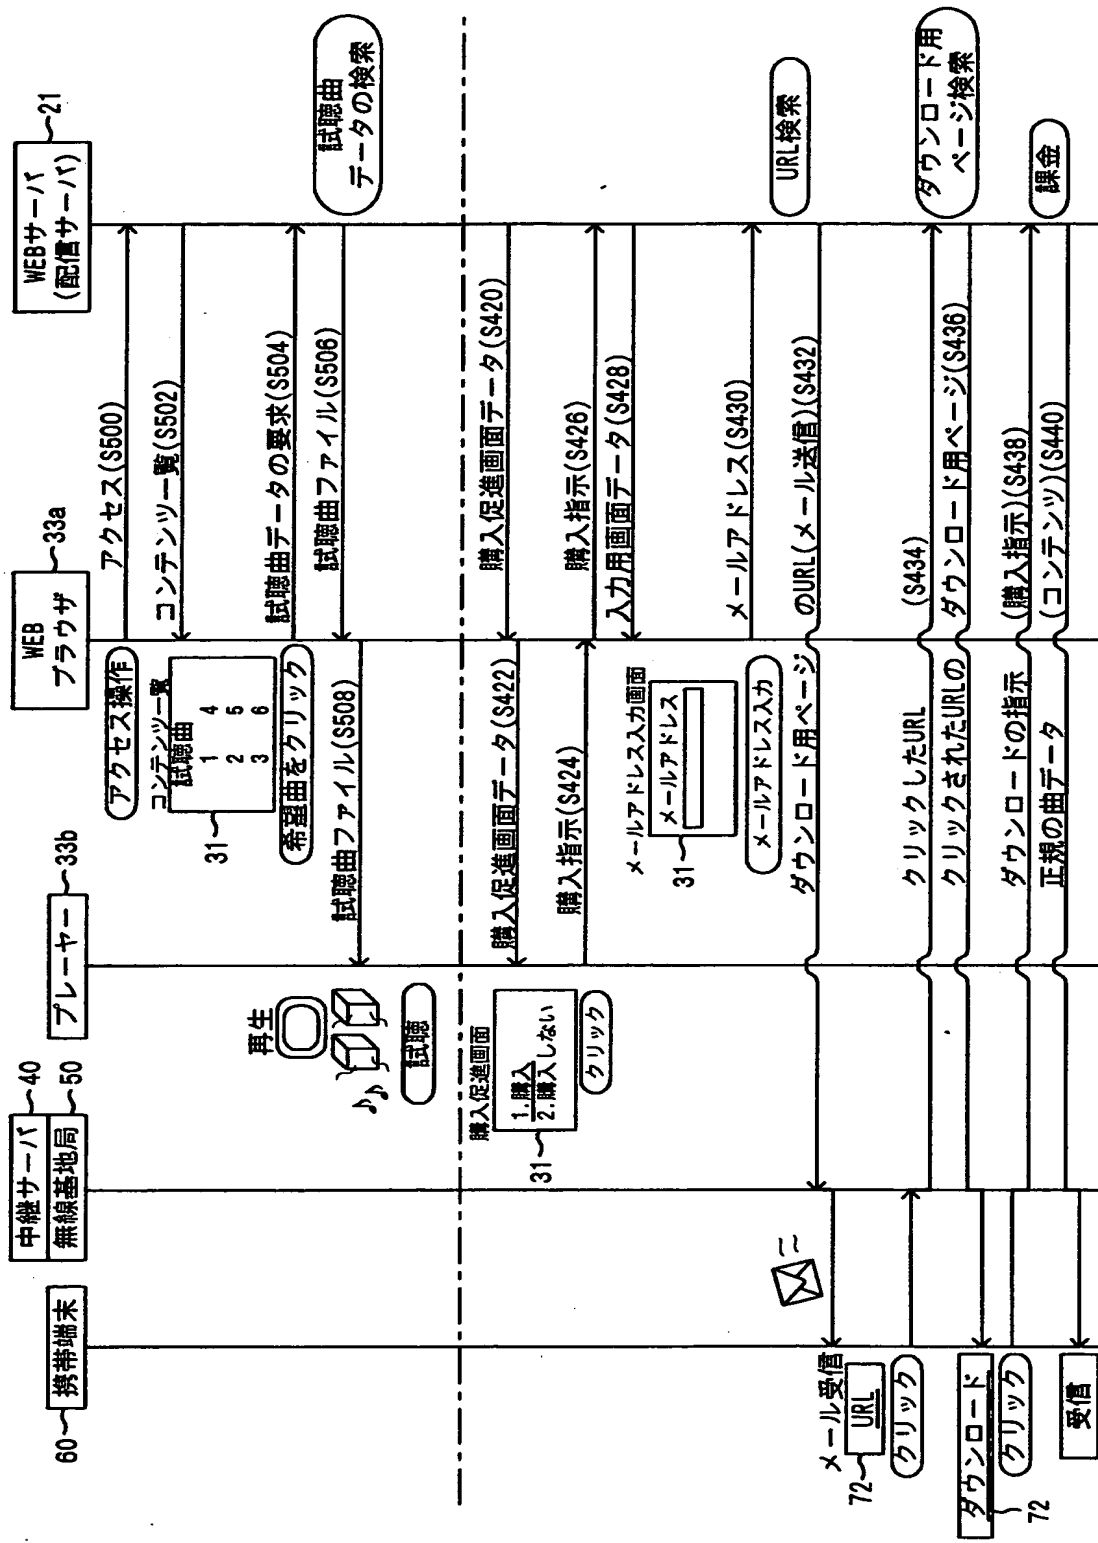 携帯端末
60
中継サーバ
40
無線基地局
50
プレーヤー
33b
WEB
ブラウザ
33a
WEBサーバ
(配信サーバ)
21
アクセス操作
アクセス(S500)
コンテンツ一覧(S502)
コンテンツ一覧
試聴曲
1 4
2 5
3 6
31
希望曲をクリック
試聴曲データの要求(S504)
試聴曲
データの検索
試聴曲ファイル(S506)
試聴曲ファイル(S508)
再生
試聴
購入促進画面データ(S420)
購入促進画面データ(S422)
購入促進画面
1.購入
2.購入しない
31
クリック
購入指示(S424)
購入指示(S426)
入力用画面データ(S428)
メールアドレス入力画面
メールアドレス
31
メールアドレス入力
メールアドレス(S430)
URL検索
ダウンロード用ページのURL(メール送信)(S432)
メール受信
URL
72
クリック
クリックしたURL (S434)
ダウンロード用
ページ検索
クリックされたURLの ダウンロード用ページ(S436)
ダウンロード
72
クリック
ダウンロードの指示 (購入指示)(S438)
課金
正規の曲データ (コンテンツ)(S440)
受信